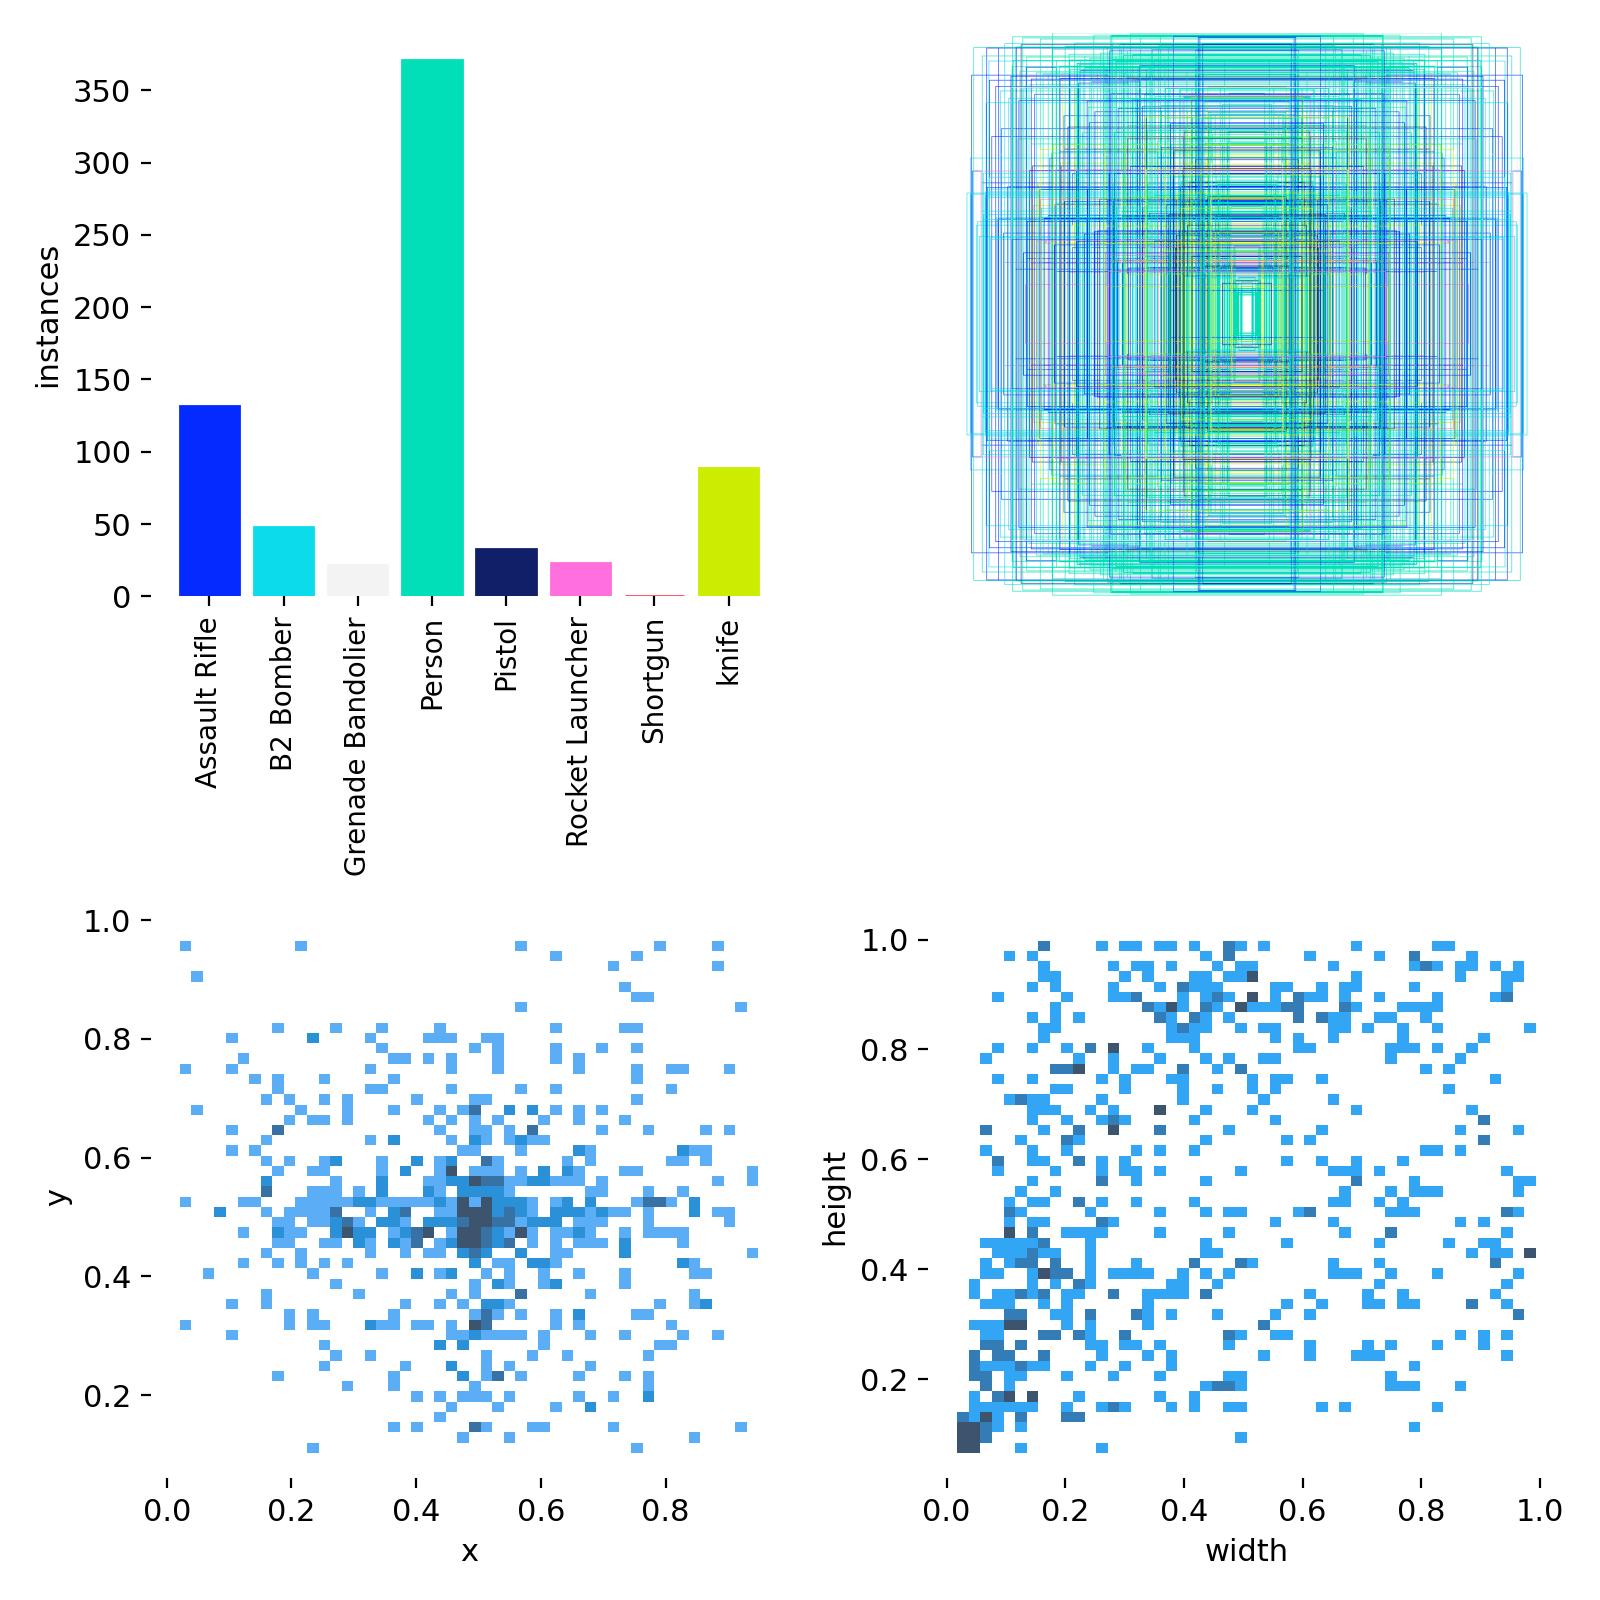 350
300
250
200
150
100
50
0
instances
Assault Rifle
B2 Bomber
Grenade Bandolier
Person
Pistol
Rocket Launcher
Shortgun
knife
1.0
0.8
0.6
0.4
0.2
y
0.0 0.2 0.4 0.6 0.8
x
1.0
0.8
0.6
0.4
0.2
height
0.0 0.2 0.4 0.6 0.8 1.0
width